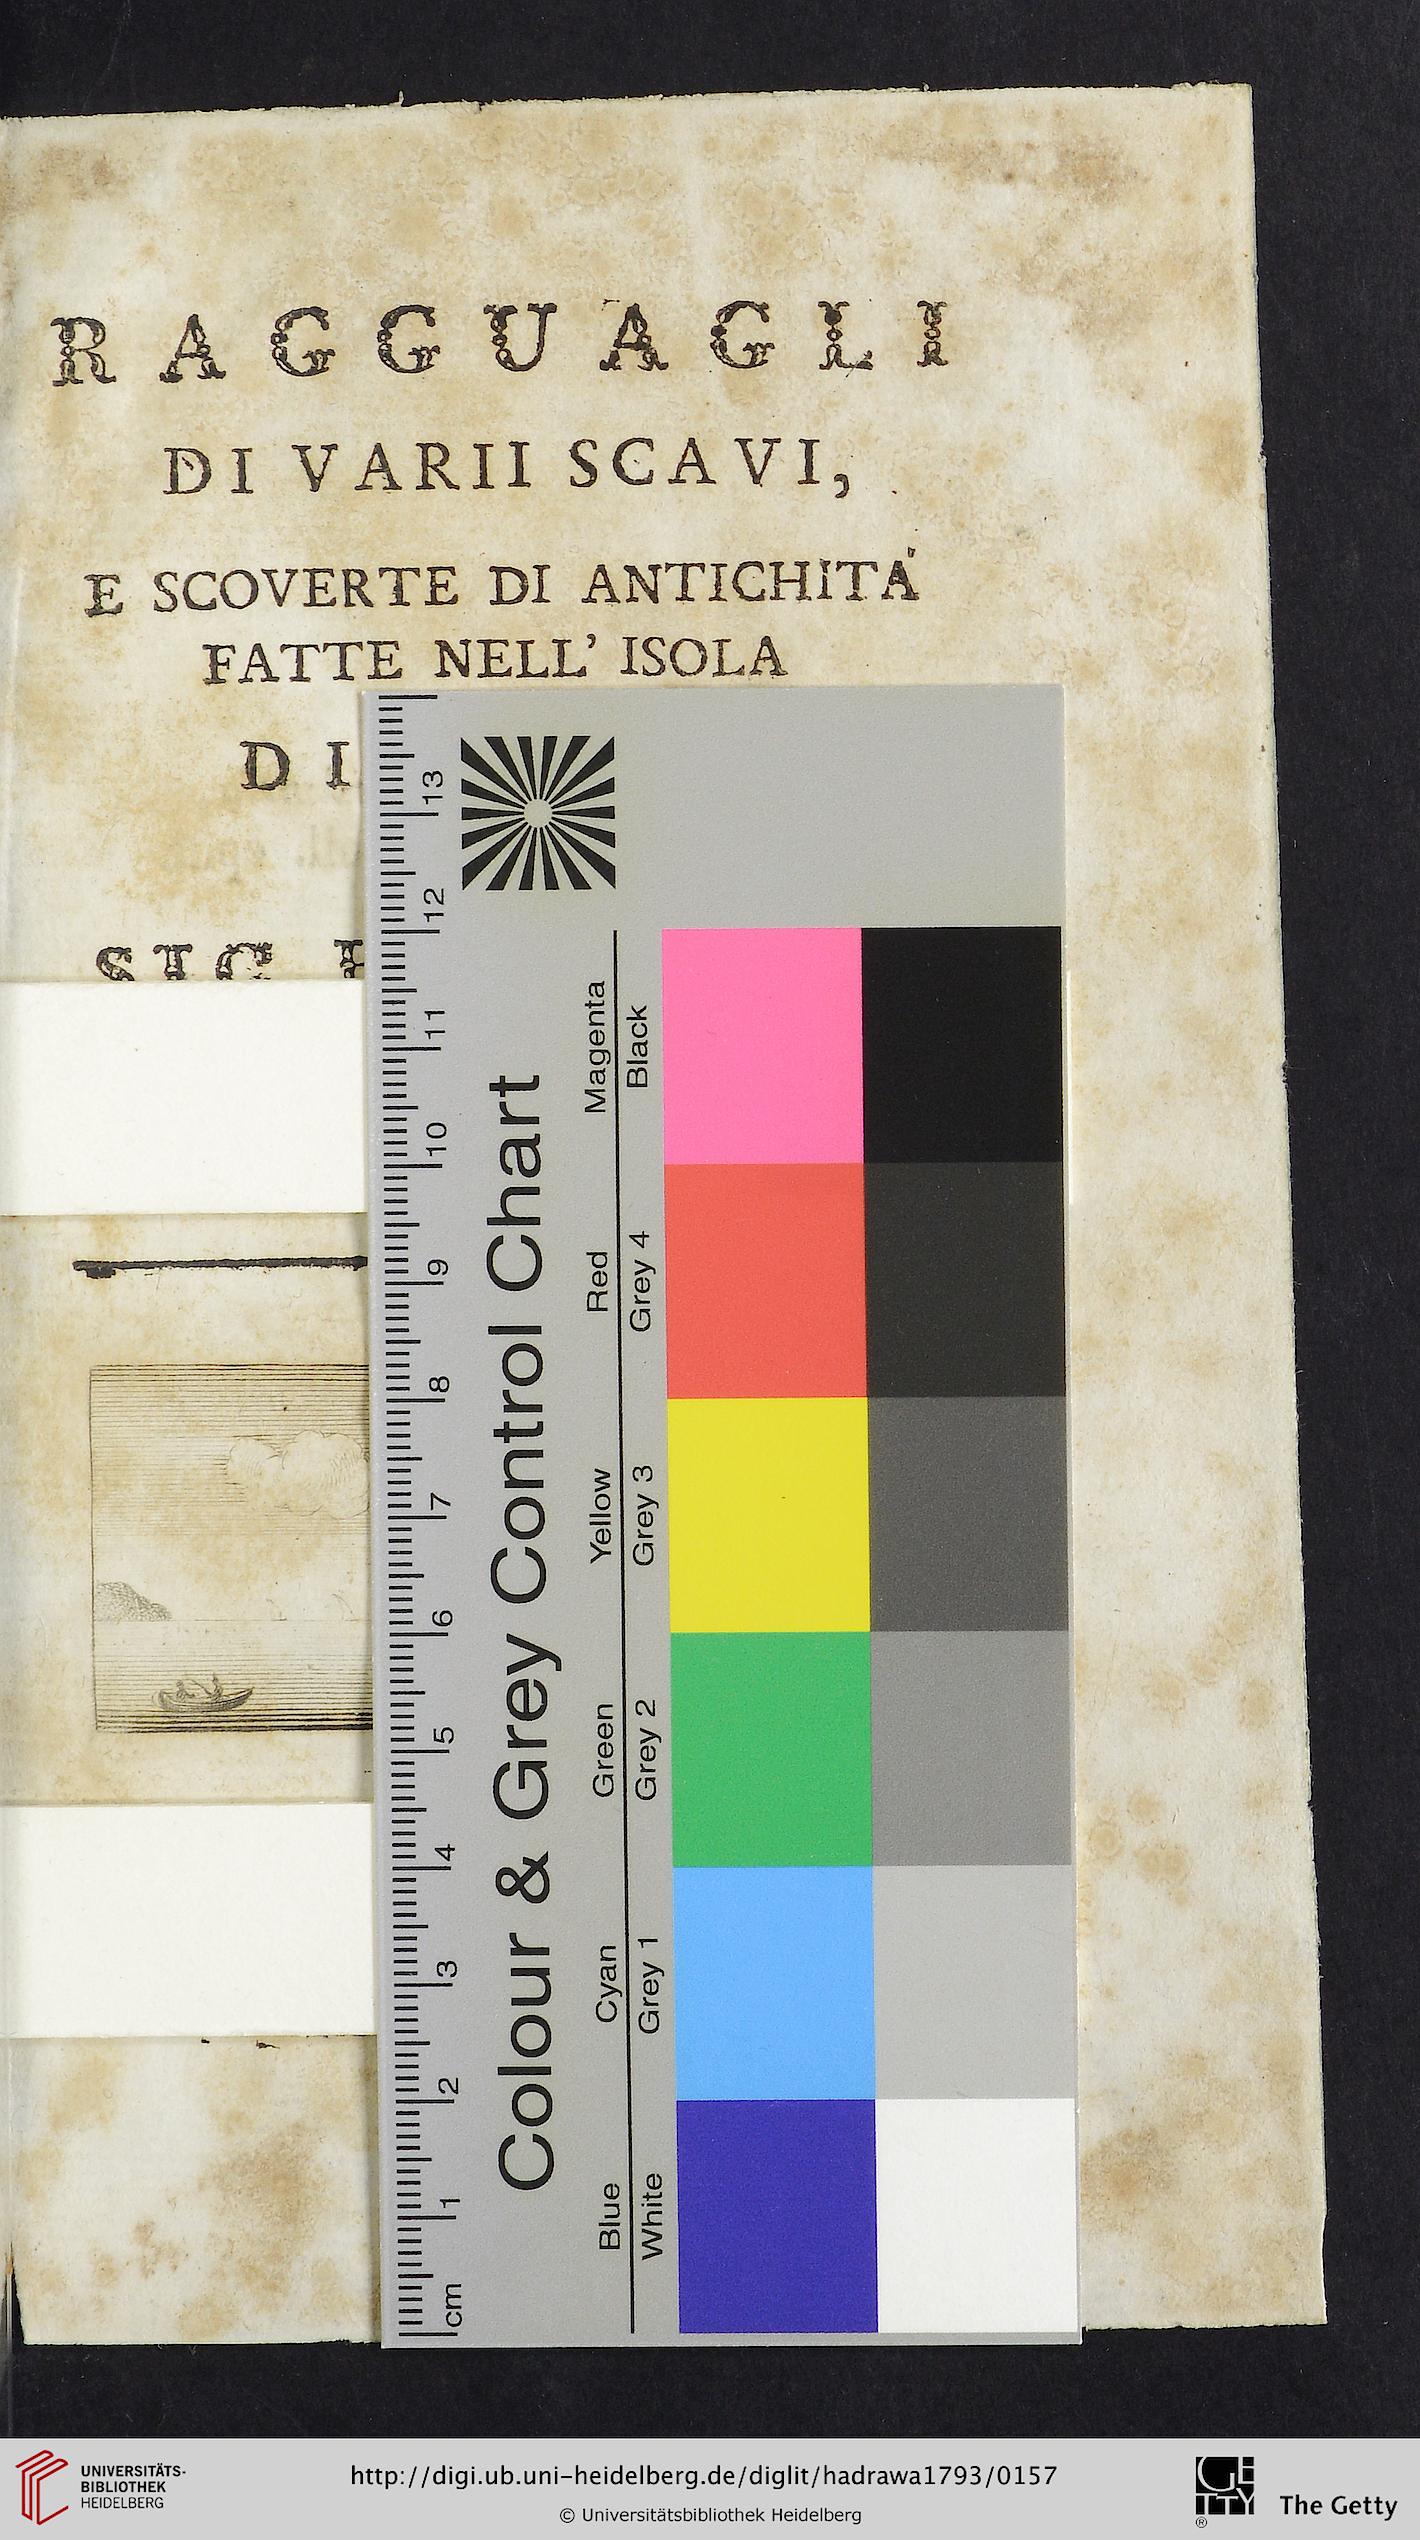 RAGGUAGLI
DI VARII SCAVI,
E SCOVERTE DI ANTICHITÀ
FATTE NELL' ISOLA
DI
SIG
Colour & Grey Control Chart
Magenta
Black
Red
Grey 4
Yellow
Grey 3
Green
Grey 2
Cyan
Grey 1
Blue
White
13
12
11
10
9
8
7
6
5
4
3
2
1
cm
UNIVERSITÄTS-
BIBLIOTHEK
HEIDELBERG
http://digi.ub.uni-heidelberg.de/diglit/hadrawa1793/0157
© Universitätsbibliothek Heidelberg
GETTY
®
The Getty